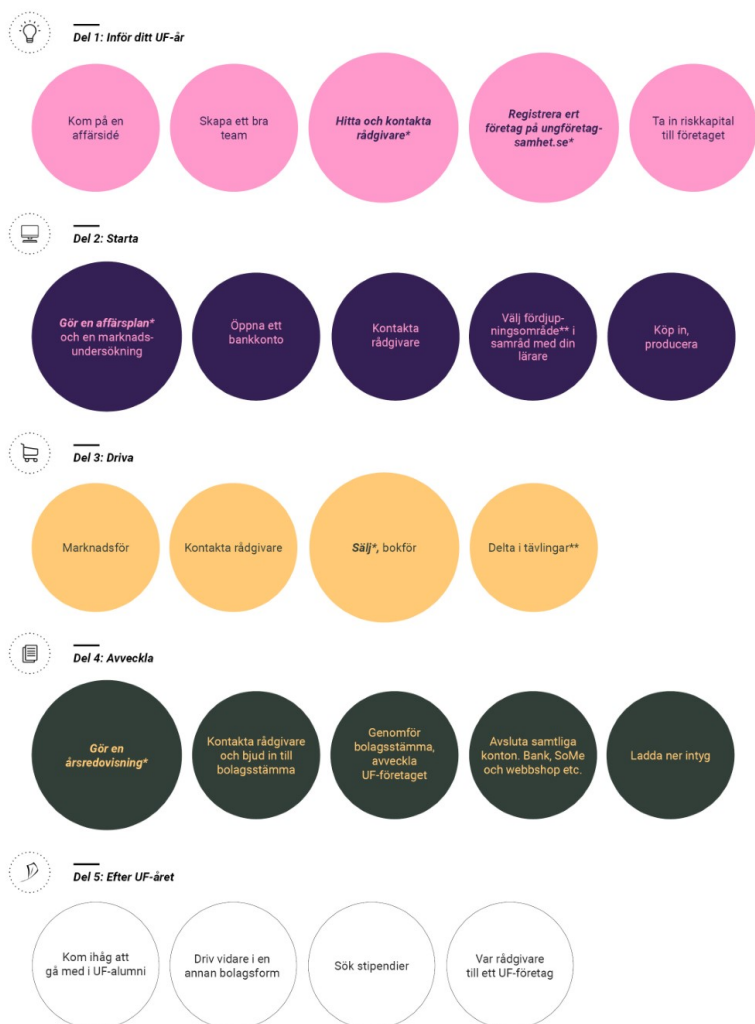 Del 1: Inför ditt UF-år
Kom på en
affärsidé
Skapa ett bra
team
Hitta och kontakta
rådgivare*
Registrera ert
företag på ungföretag-
samhet.se*
Ta in riskkapital
till företaget
Del 2: Starta
Gör en affärsplan*
och en marknads-
undersökning
Öppna ett
bankkonto
Kontakta
rådgivare
Välj fördjup-
ningsområde** i
samråd med din
lärare
Köp in,
producera
Del 3: Driva
Marknadsför
Kontakta rådgivare
Sälj*, bokför
Delta i tävlingar**
Del 4: Avveckla
Gör en
årsredovisning*
Kontakta rådgivare
och bjud in till
bolagsstämma
Genomför
bolagsstämma,
avveckla
UF-företaget
Avsluta samtliga
konton. Bank, SoMe
och webbshop etc.
Ladda ner intyg
Del 5: Efter UF-året
Kom ihåg att
gå med i UF-alumni
Driv vidare i en
annan bolagsform
Sök stipendier
Var rådgivare
till ett UF-företag